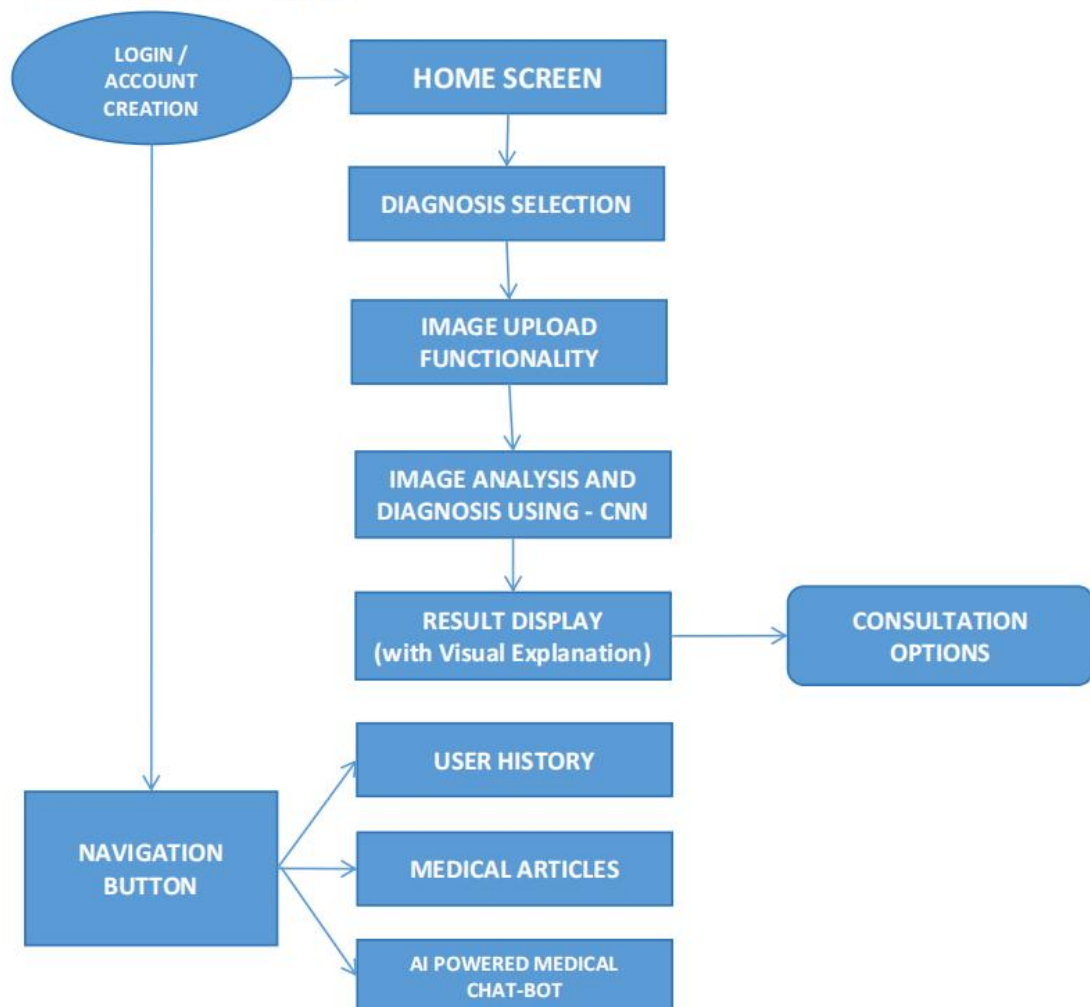 LOGIN /
ACCOUNT
CREATION
HOME SCREEN
DIAGNOSIS SELECTION
IMAGE UPLOAD
FUNCTIONALITY
IMAGE ANALYSIS AND
DIAGNOSIS USING - CNN
RESULT DISPLAY
(with Visual Explanation)
CONSULTATION
OPTIONS
USER HISTORY
NAVIGATION
BUTTON
MEDICAL ARTICLES
AI POWERED MEDICAL
CHAT-BOT